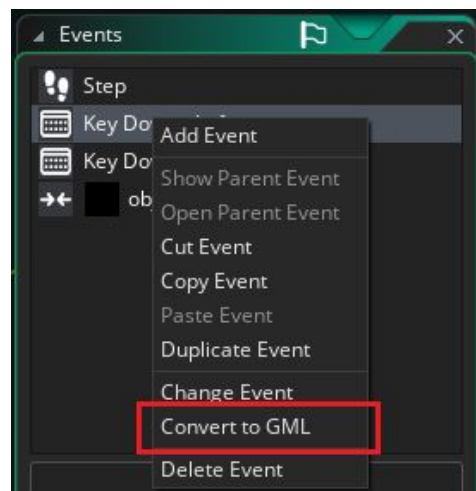 Events
Step
Key Do
Key Do
ob
Add Event
Show Parent Event
Open Parent Event
Cut Event
Copy Event
Paste Event
Duplicate Event
Change Event
Convert to GML
Delete Event